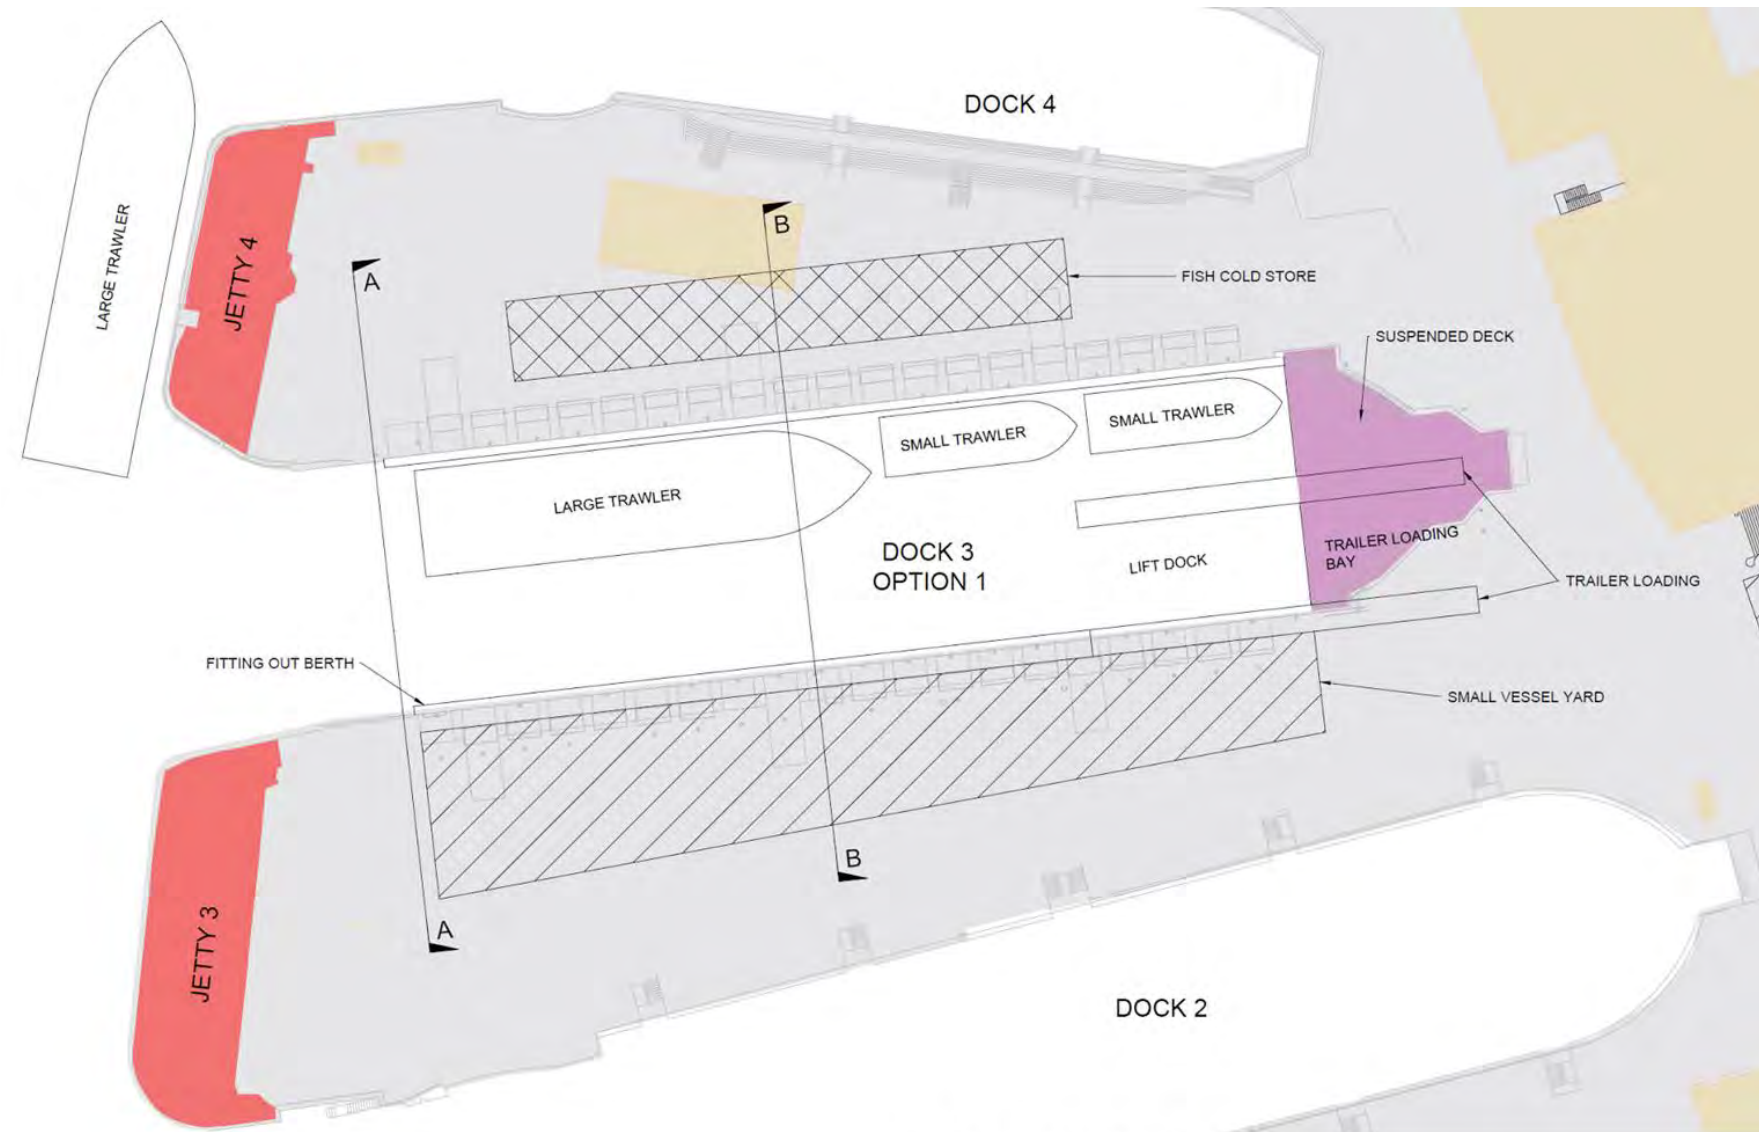 DOCK 4
LARGE TRAWLER
JETTY 4
A
B
FISH COLD STORE
SUSPENDED DECK
SMALL TRAWLER
SMALL TRAWLER
LARGE TRAWLER
DOCK 3
OPTION 1
LIFT DOCK
TRAILER LOADING
BAY
TRAILER LOADING
FITTING OUT BERTH
SMALL VESSEL YARD
B
A
JETTY 3
DOCK 2